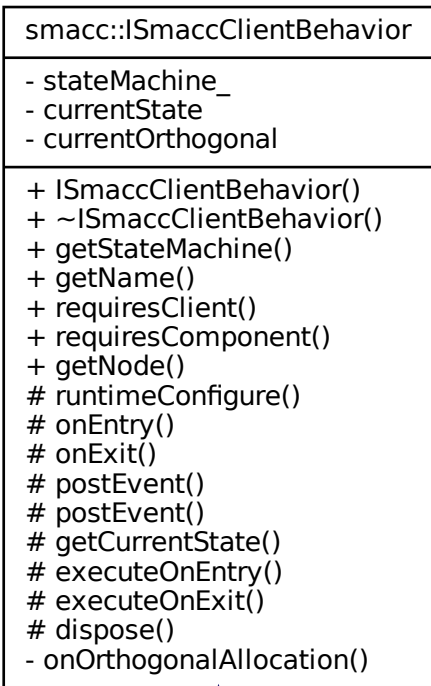 smacc::ISmaccClientBehavior
- stateMachine_
- currentState
- currentOrthogonal
+ ISmaccClientBehavior()
+ ~ISmaccClientBehavior()
+ getStateMachine()
+ getName()
+ requiresClient()
+ requiresComponent()
+ getNode()
# runtimeConfigure()
# onEntry()
# onExit()
# postEvent()
# postEvent()
# getCurrentState()
# executeOnEntry()
# executeOnExit()
# dispose()
- onOrthogonalAllocation()